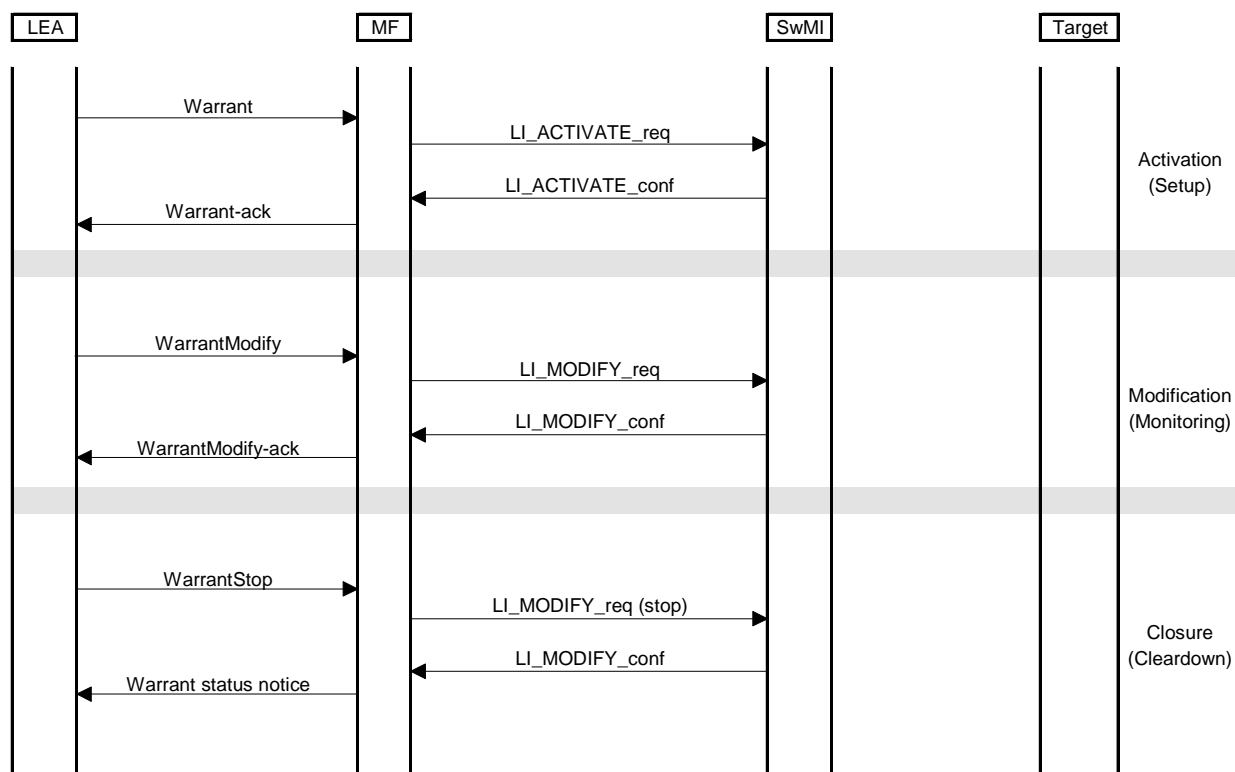 LEA
MF
SwMI
Target
Warrant
LI_ACTIVATE_req
Activation
(Setup)
LI_ACTIVATE_conf
Warrant-ack
WarrantModify
LI_MODIFY_req
Modification
(Monitoring)
LI_MODIFY_conf
WarrantModify-ack
WarrantStop
LI_MODIFY_req (stop)
Closure
(Cleardown)
LI_MODIFY_conf
Warrant status notice